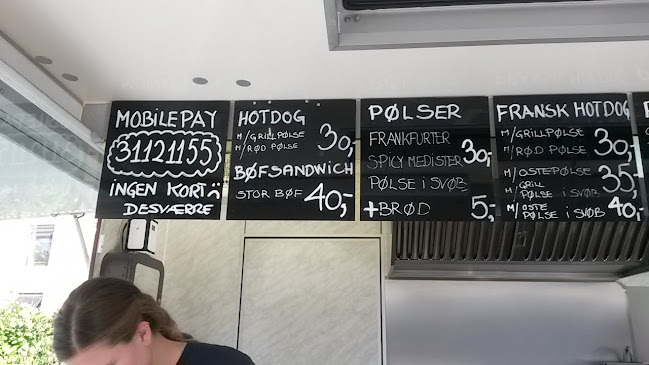 MOBILEPAY
31121155
INGEN KORT
DESVÆRRE
HOTDOG
M/GRILLPØLSE
M/RØD PØLSE
30,-
BØFSANDWICH
STOR BØF 40,-
PØLSER
FRANKFURTER
SPICY MEDISTER 30,-
PØLSE I SVØB
+BRØD 5,-
FRANSK HOTDOG
M/GRILLPØLSE
M/RØD PØLSE
30,-
M/OSTEPØLSE
M/GRILL
PØLSE I SVØB
35,-
M/OSTE
PØLSE I SVØB 40,-